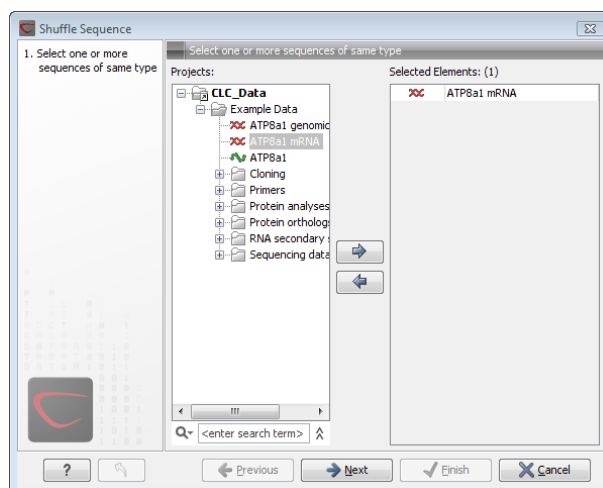 Shuffle Sequence
1. Select one or more
sequences of same type
Select one or more sequences of same type
Projects:
CLC_Data
Example Data
ATP8a1 genomic
ATP8a1 mRNA
ATP8a1
Cloning
Primers
Protein analyses
Protein orthologs
RNA secondary s
Sequencing data
<enter search term>
Selected Elements: (1)
ATP8a1 mRNA
?
Previous
Next
Finish
Cancel